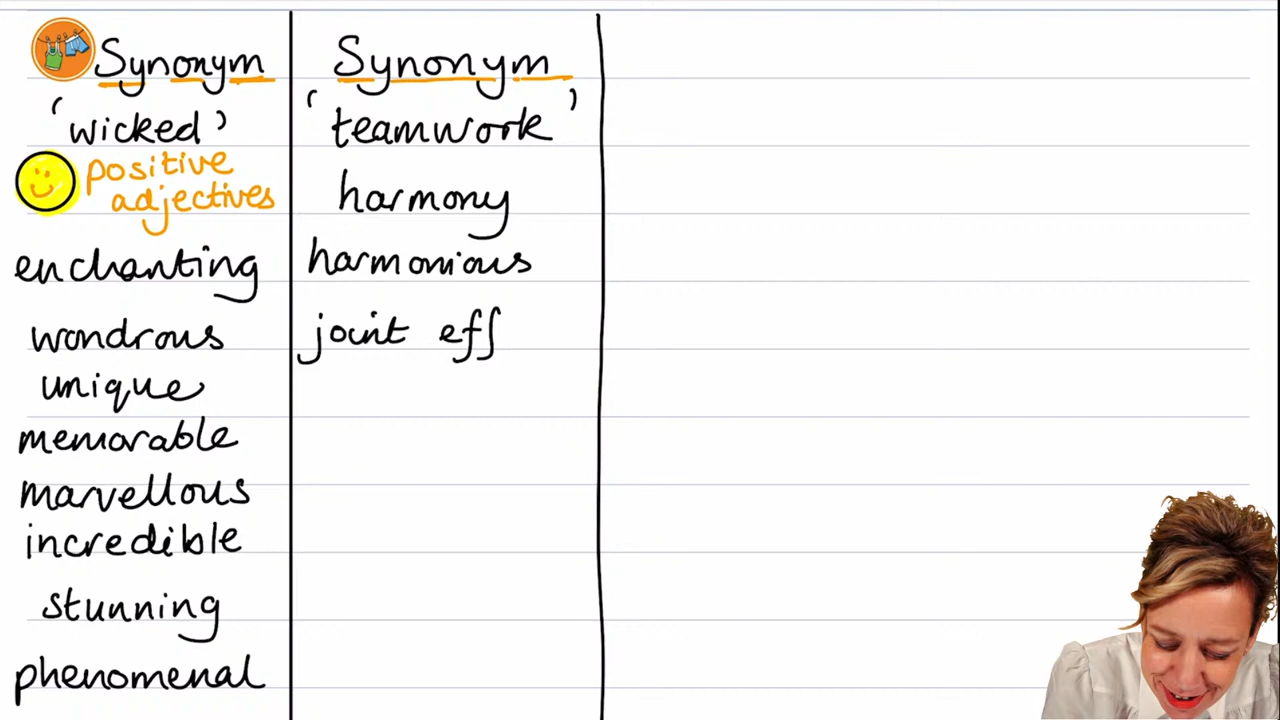 Synonym
'wicked'
positive
adjectives
enchanting
wondrous
unique
memorable
marvellous
incredible
stunning
phenomenal
Synonym
'teamwork'
harmony
harmonious
joint eff